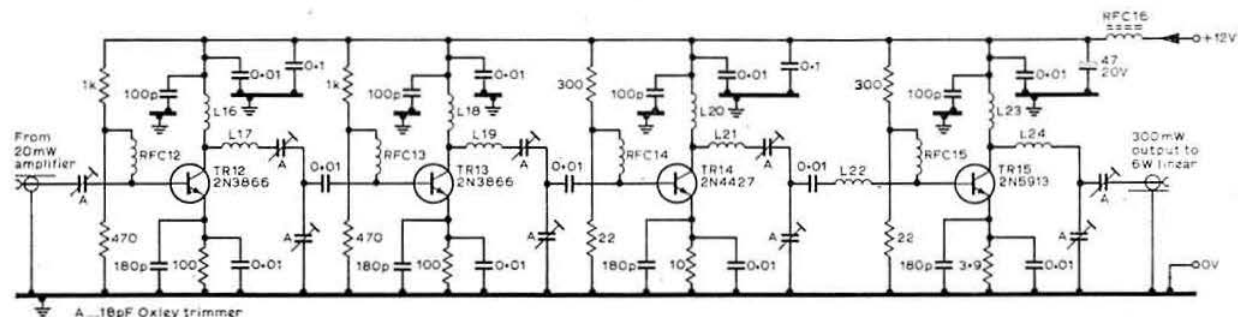 RFC16
+12V
1k
100p
0·01
0·1
L16
L17
A
RFC12
From
20mW
amplifier
A
TR12
2N3866
0·01
A
470
180p
100
0·01
1k
100p
0·01
L18
L19
A
RFC13
TR13
2N3866
0·01
A
470
180p
100
0·01
300
100p
0·01
0·1
L20
L21
A
RFC14
TR14
2N4427
0·01
L22
A
22
180p
10
0·01
300
100p
0·01
47
20V
L23
L24
RFC15
TR15
2N5913
A
300mW
output to
6W linear
A
22
180p
3·9
0·01
0V
A__18pF Oxley trimmer